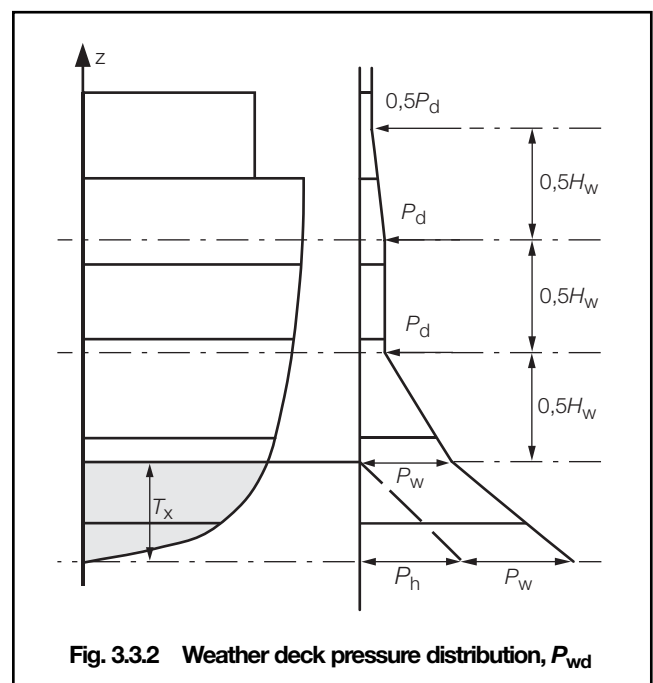 z
0,5Pd
0,5Hw
Pd
0,5Hw
Pd
0,5Hw
Pw
Tx
Ph Pw
Fig. 3.3.2 Weather deck pressure distribution, Pwd